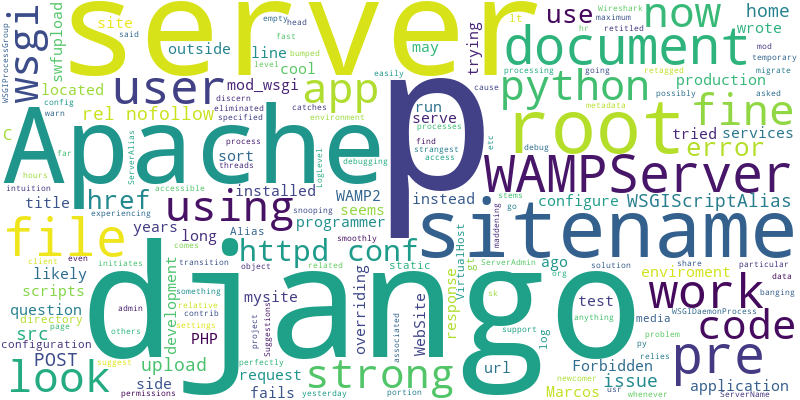 server
django
p
Apache
sitename
root
WAMPServer
document
python
file
work
pre
code
strong
look
using
user
app
now
fine
wsgi
httpd conf
href
use
error
home
wrote
site
outside
line
cool
may
trying
lt
swfupload
located
mod_wsgi
rel nofollow
run
serve
tried
production
services
sort
installed
WAMP2
instead
configure
WSGIScriptAlias
title
years
long
seems
programmer
Alias
static
overriding
WebSite
response
VirtualHost
gt
ago
enviroment
likely
scripts
question
directory
src
configuration
POST
development
PHP
mysite
upload
request
side
fails
url
log
test
media
Forbidden
issue
Marcos
application
empty
head
said
fast
bumped
level
easily
maximum
hr
Wireshark
retitled
retagged
mod
temporary
processing
going
migrate
possibly
asked
metadata
cause
WSGIProcessGroup
config
warn
discern
eliminated
specified
catches
environment
process
threads
LogLevel
debugging
processes
find
strangest
access
etc
debug
C
far
hours
ServerAlias
accessible
intuition
experiencing
snooping
smoothly
comes
transition
client
even
initiates
something
object
related
relative
contrib
settings
admin
others
page
permissions
suggest
project
Suggestions
perfectly
yesterday
associated
portion
ServerAdmin
org
sk
support
anything
stems
go
maddening
solution
share
particular
data
banging
WSGIDaemonProcess
problem
py
relies
newcomer
whenever
usr
ServerName